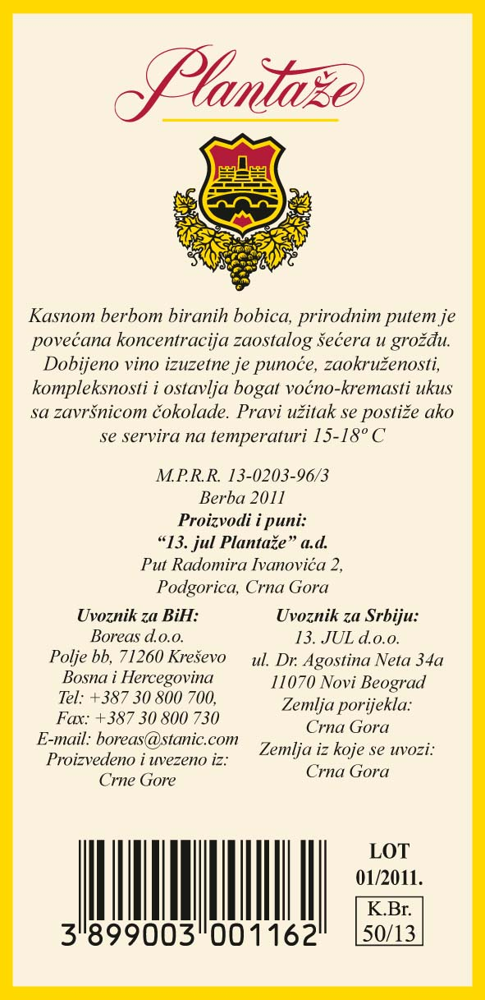 Plantaže
Kasnom berbom biranih bobica, prirodnim putem je
povećana koncentracija zaostalog šećera u grožđu.
Dobijeno vino izuzetne je punoće, zaokruženosti,
kompleksnosti i ostavlja bogat voćno-kremasti ukus
sa završnicom čokolade. Pravi užitak se postiže ako
se servira na temperaturi 15-18º C
M.P.R.R. 13-0203-96/3
Berba 2011
Proizvodi i puni:
“13. jul Plantaže” a.d.
Put Radomira Ivanovića 2,
Podgorica, Crna Gora
Uvoznik za BiH:
Boreas d.o.o.
Polje bb, 71260 Kreševo
Bosna i Hercegovina
Tel: +387 30 800 700,
Fax: +387 30 800 730
E-mail: boreas@stanic.com
Proizvedeno i uvezeno iz:
Crne Gore
Uvoznik za Srbiju:
13. JUL d.o.o.
ul. Dr. Agostina Neta 34a
11070 Novi Beograd
Zemlja porijekla:
Crna Gora
Zemlja iz koje se uvozi:
Crna Gora
3 899003 001162
LOT
01/2011.
K.Br.
50/13